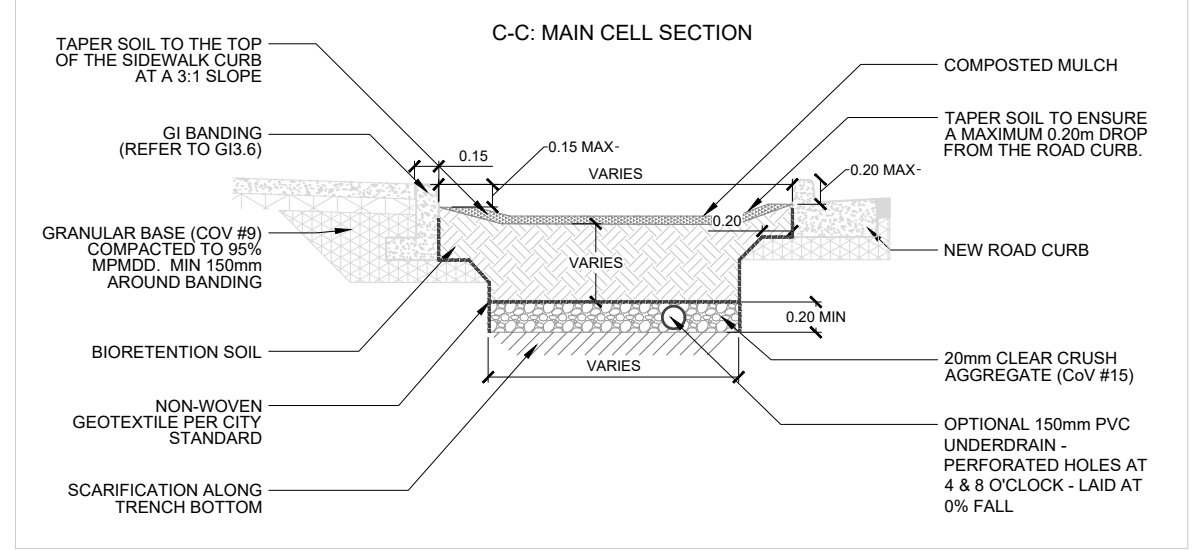 C-C: MAIN CELL SECTION
TAPER SOIL TO THE TOP
OF THE SIDEWALK CURB
AT A 3:1 SLOPE
GI BANDING
(REFER TO GI3.6)
GRANULAR BASE (COV #9)
COMPACTED TO 95%
MPMDD. MIN 150mm
AROUND BANDING
BIORETENTION SOIL
NON-WOVEN
GEOTEXTILE PER CITY
STANDARD
SCARIFICATION ALONG
TRENCH BOTTOM
0.15
0.15 MAX
VARIES
0.20 MAX
0.20
VARIES
0.20 MIN
VARIES
COMPOSTED MULCH
TAPER SOIL TO ENSURE
A MAXIMUM 0.20m DROP
FROM THE ROAD CURB.
NEW ROAD CURB
20mm CLEAR CRUSH
AGGREGATE (CoV #15)
OPTIONAL 150mm PVC
UNDERDRAIN -
PERFORATED HOLES AT
4 & 8 O'CLOCK - LAID AT
0% FALL